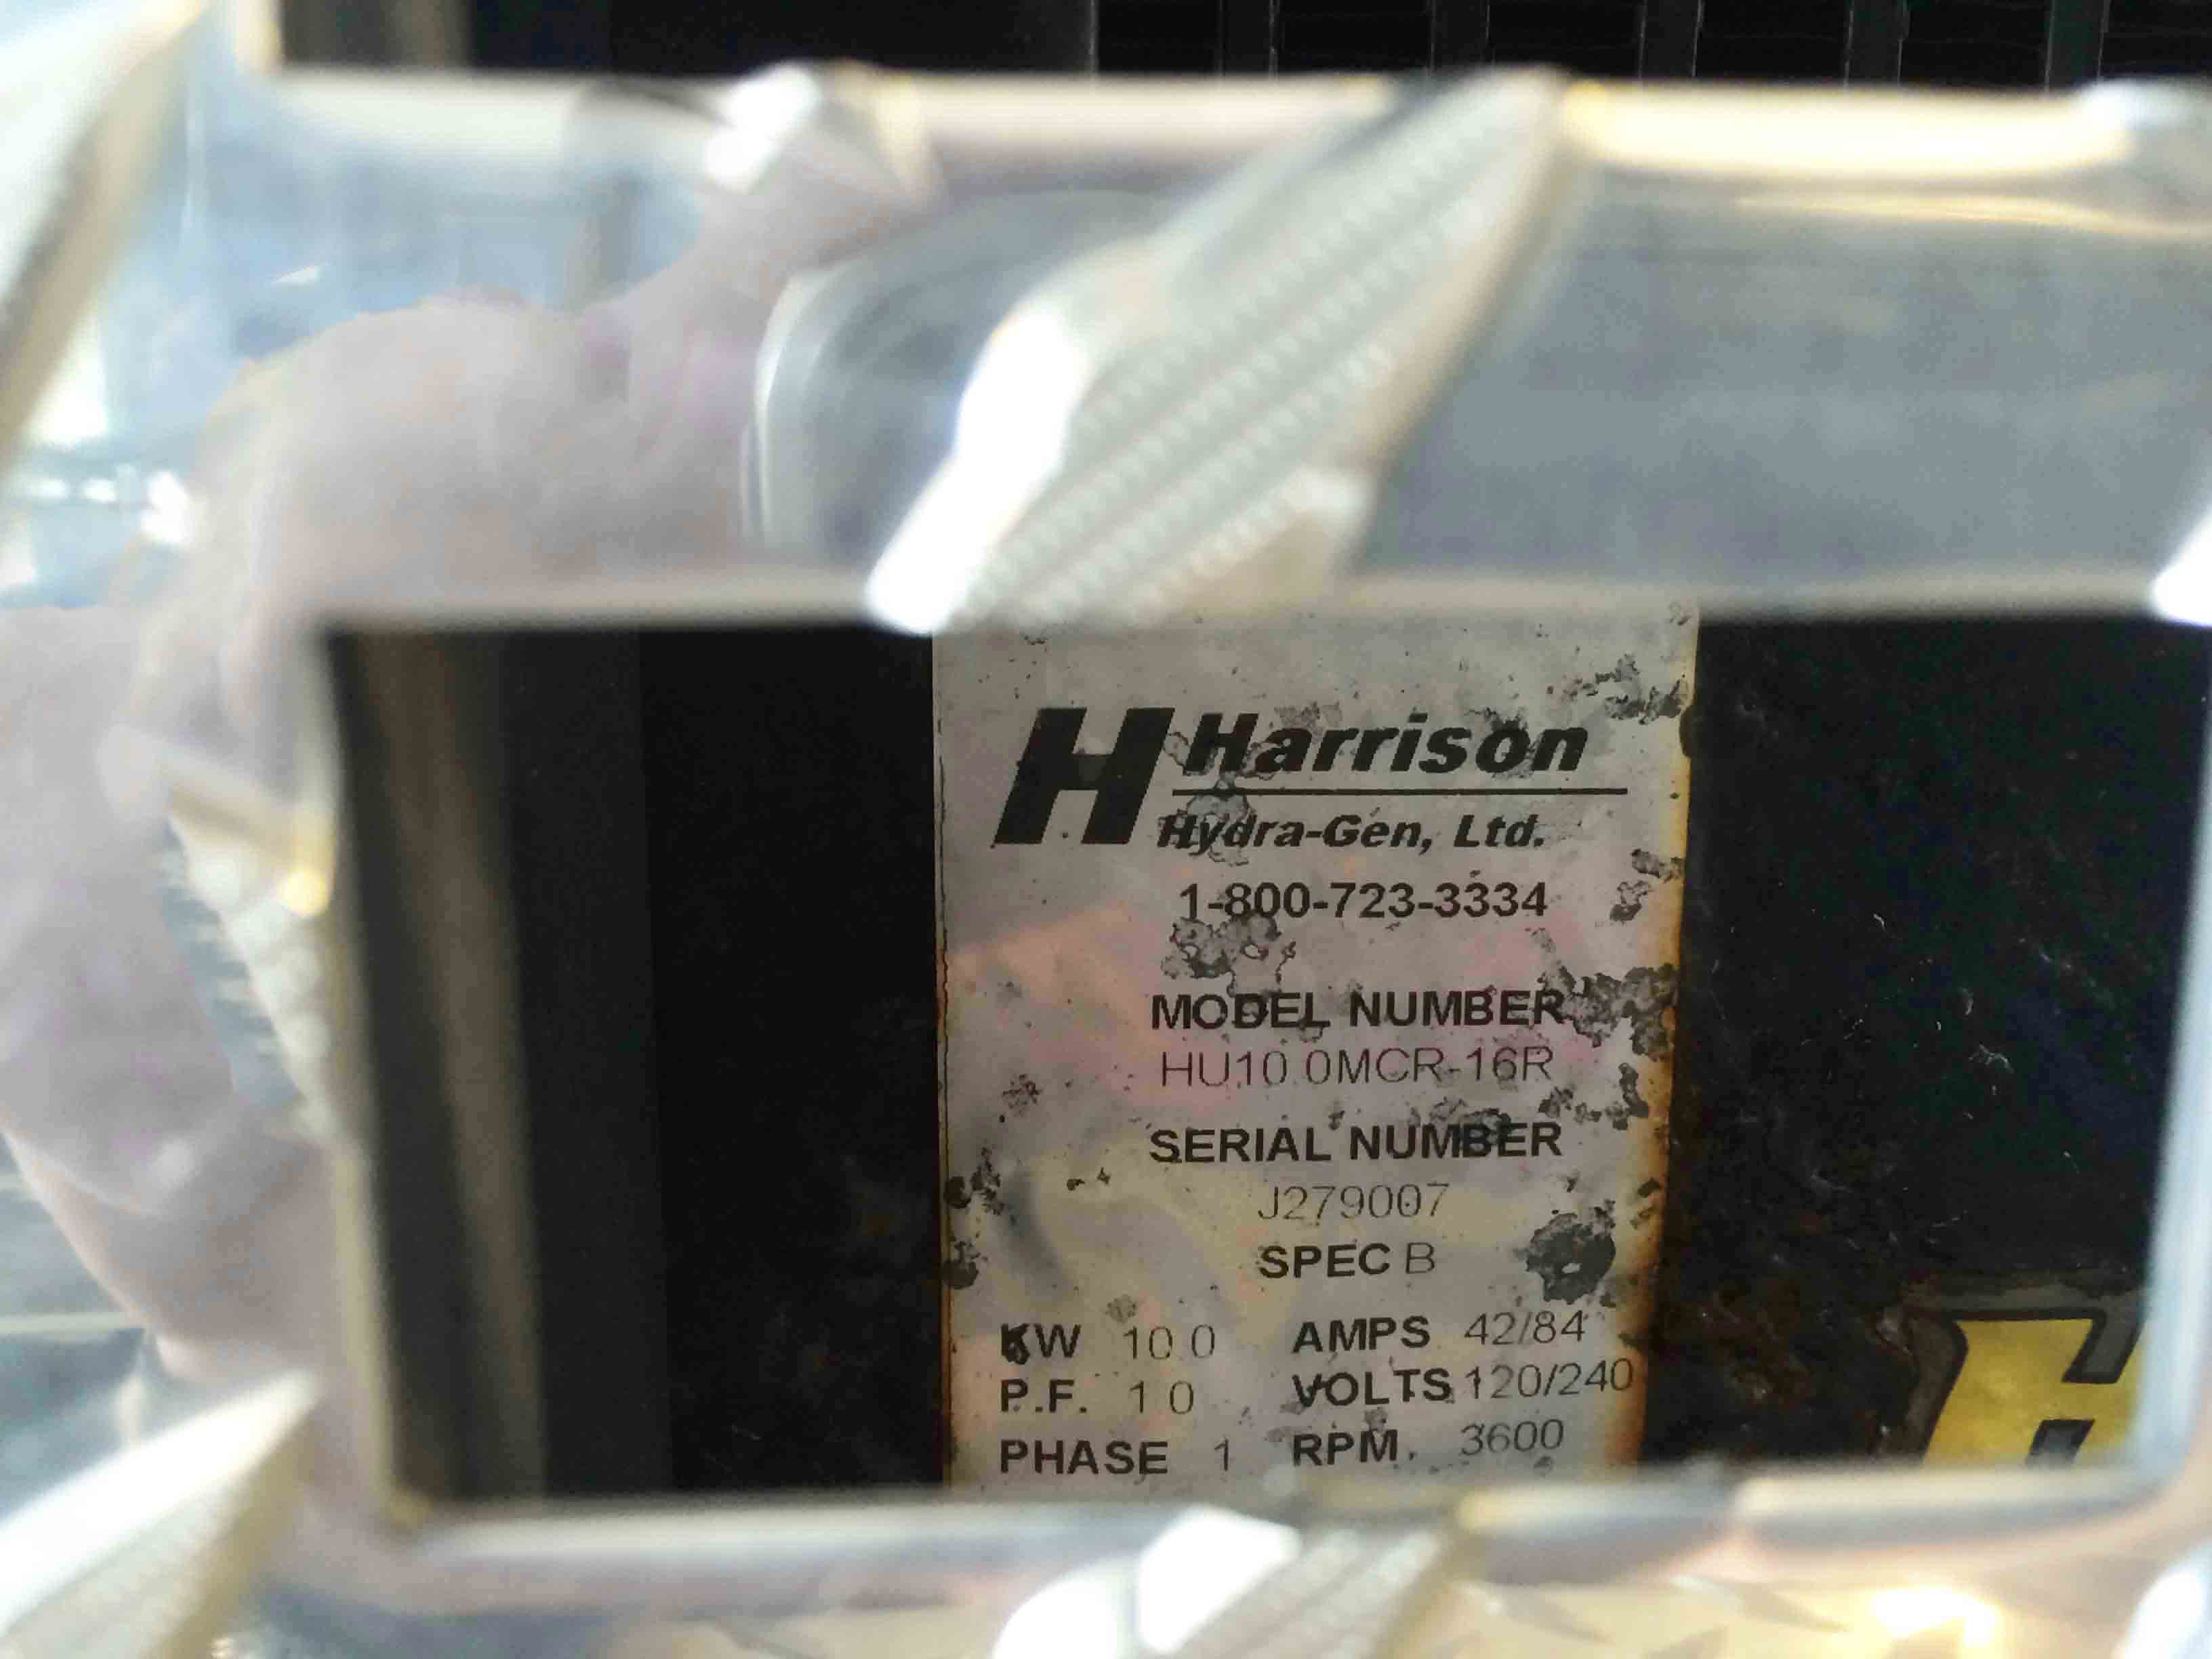 H Harrison
Hydra-Gen, Ltd.
1-800-723-3334
MODEL NUMBER
HU10 0MCR-16R
SERIAL NUMBER
J279007
SPEC B
KW 10 0 AMPS 42/84
P.F. 1 0 VOLTS 120/240
PHASE 1 RPM 3600